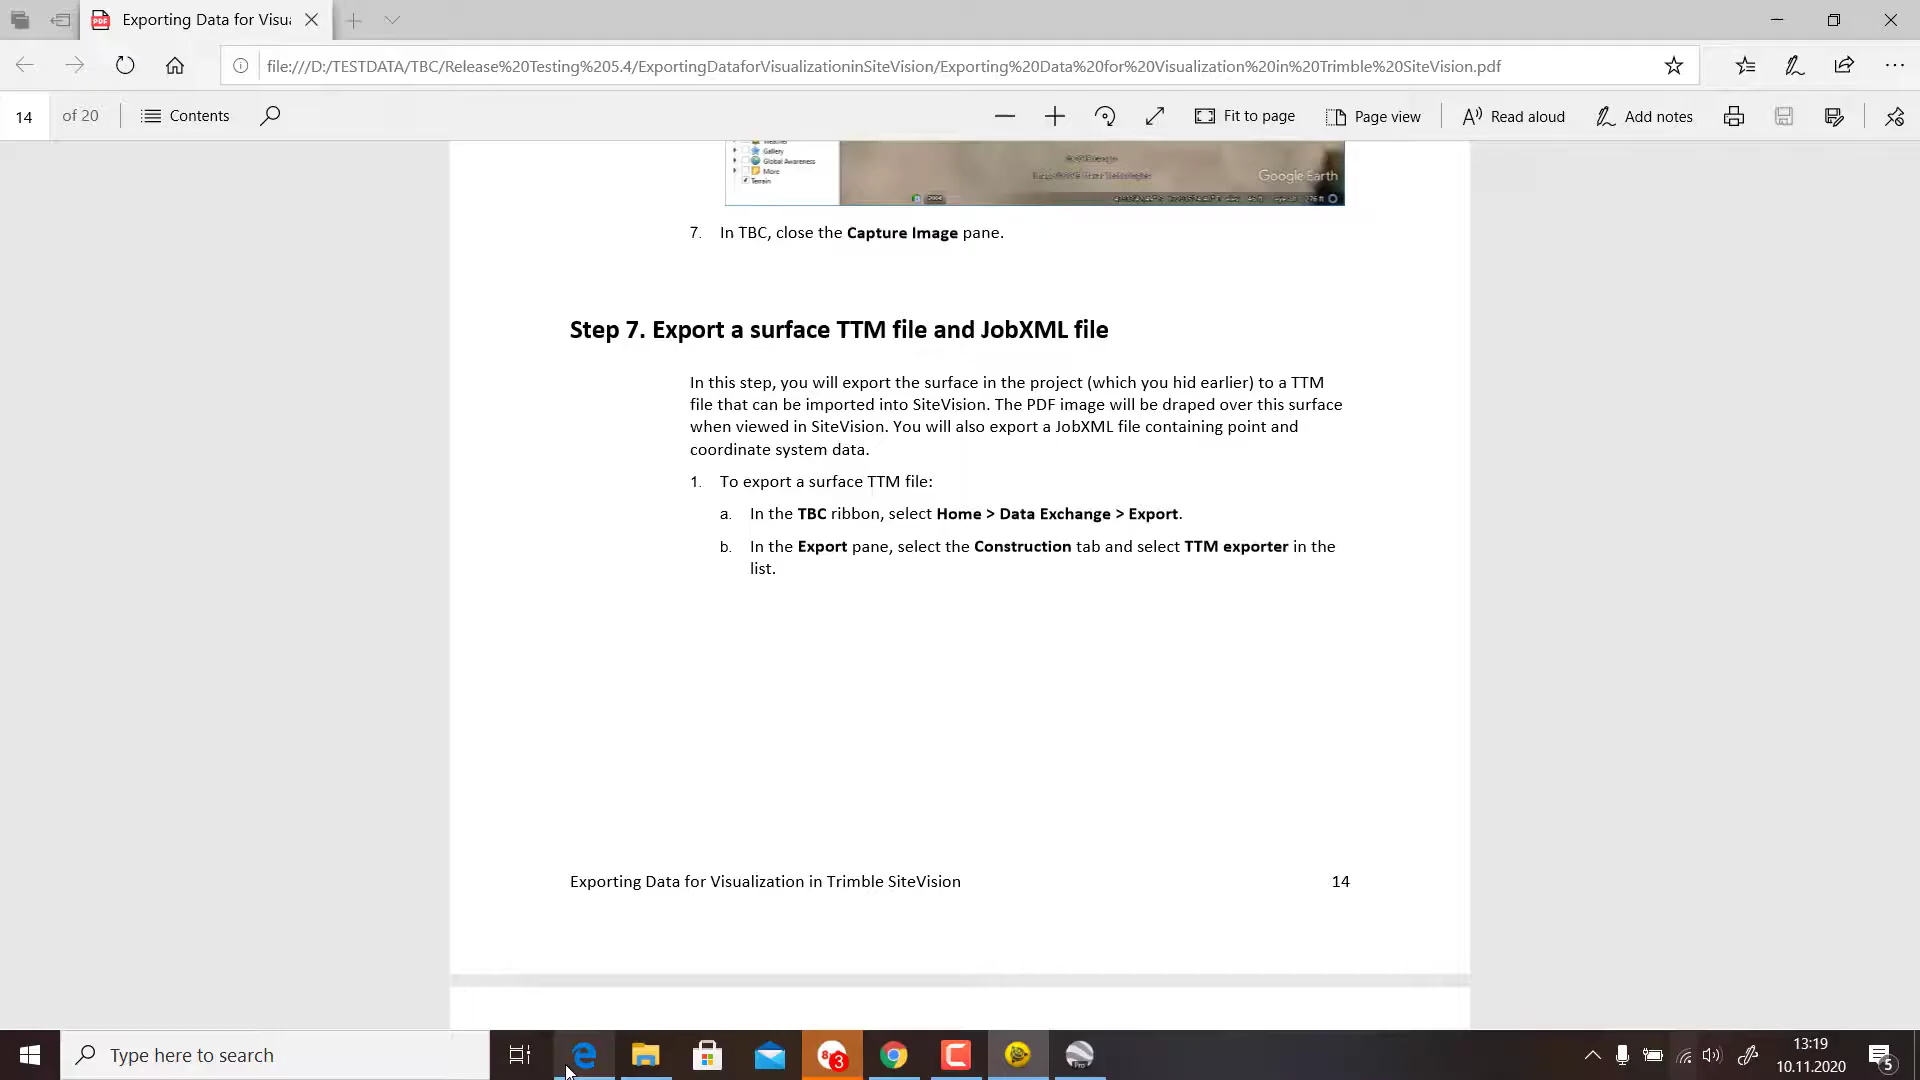 Exporting Data for Visua
file:///D:/TESTDATA/TBC/Release%20Testing%205.4/ExportingDataforVisualizationinSiteVision/Exporting%20Data%20for%20Visualization%20in%20Trimble%20SiteVision.pdf
14 of 20 Contents Fit to page Page view Read aloud Add notes
Gallery
Global Awareness
More
Terrain
Google Earth
7. In TBC, close the Capture Image pane.
Step 7. Export a surface TTM file and JobXML file
In this step, you will export the surface in the project (which you hid earlier) to a TTM
file that can be imported into SiteVision. The PDF image will be draped over this surface
when viewed in SiteVision. You will also export a JobXML file containing point and
coordinate system data.
1. To export a surface TTM file:
a. In the TBC ribbon, select Home > Data Exchange > Export.
b. In the Export pane, select the Construction tab and select TTM exporter in the
list.
Exporting Data for Visualization in Trimble SiteVision 14
Type here to search
13:19
10.11.2020